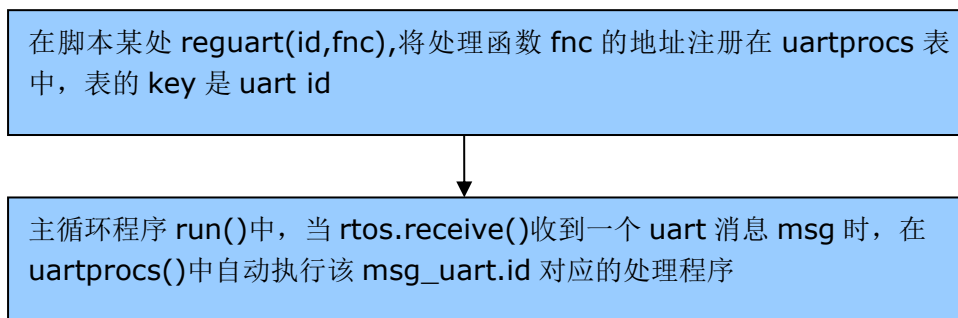 在脚本某处 reguart(id,fnc),将处理函数 fnc 的地址注册在 uartprocs 表
中，表的 key 是 uart id
主循环程序 run()中，当 rtos.receive()收到一个 uart 消息 msg 时，在
uartprocs()中自动执行该 msg_uart.id 对应的处理程序